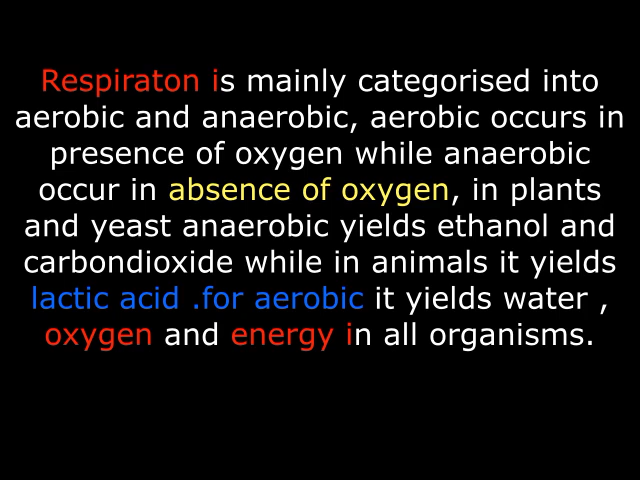 Respiraton is mainly categorised into
aerobic and anaerobic, aerobic occurs in
presence of oxygen while anaerobic
occur in absence of oxygen, in plants
and yeast anaerobic yields ethanol and
carbondioxide while in animals it yields
lactic acid .for aerobic it yields water ,
oxygen and energy in all organisms.